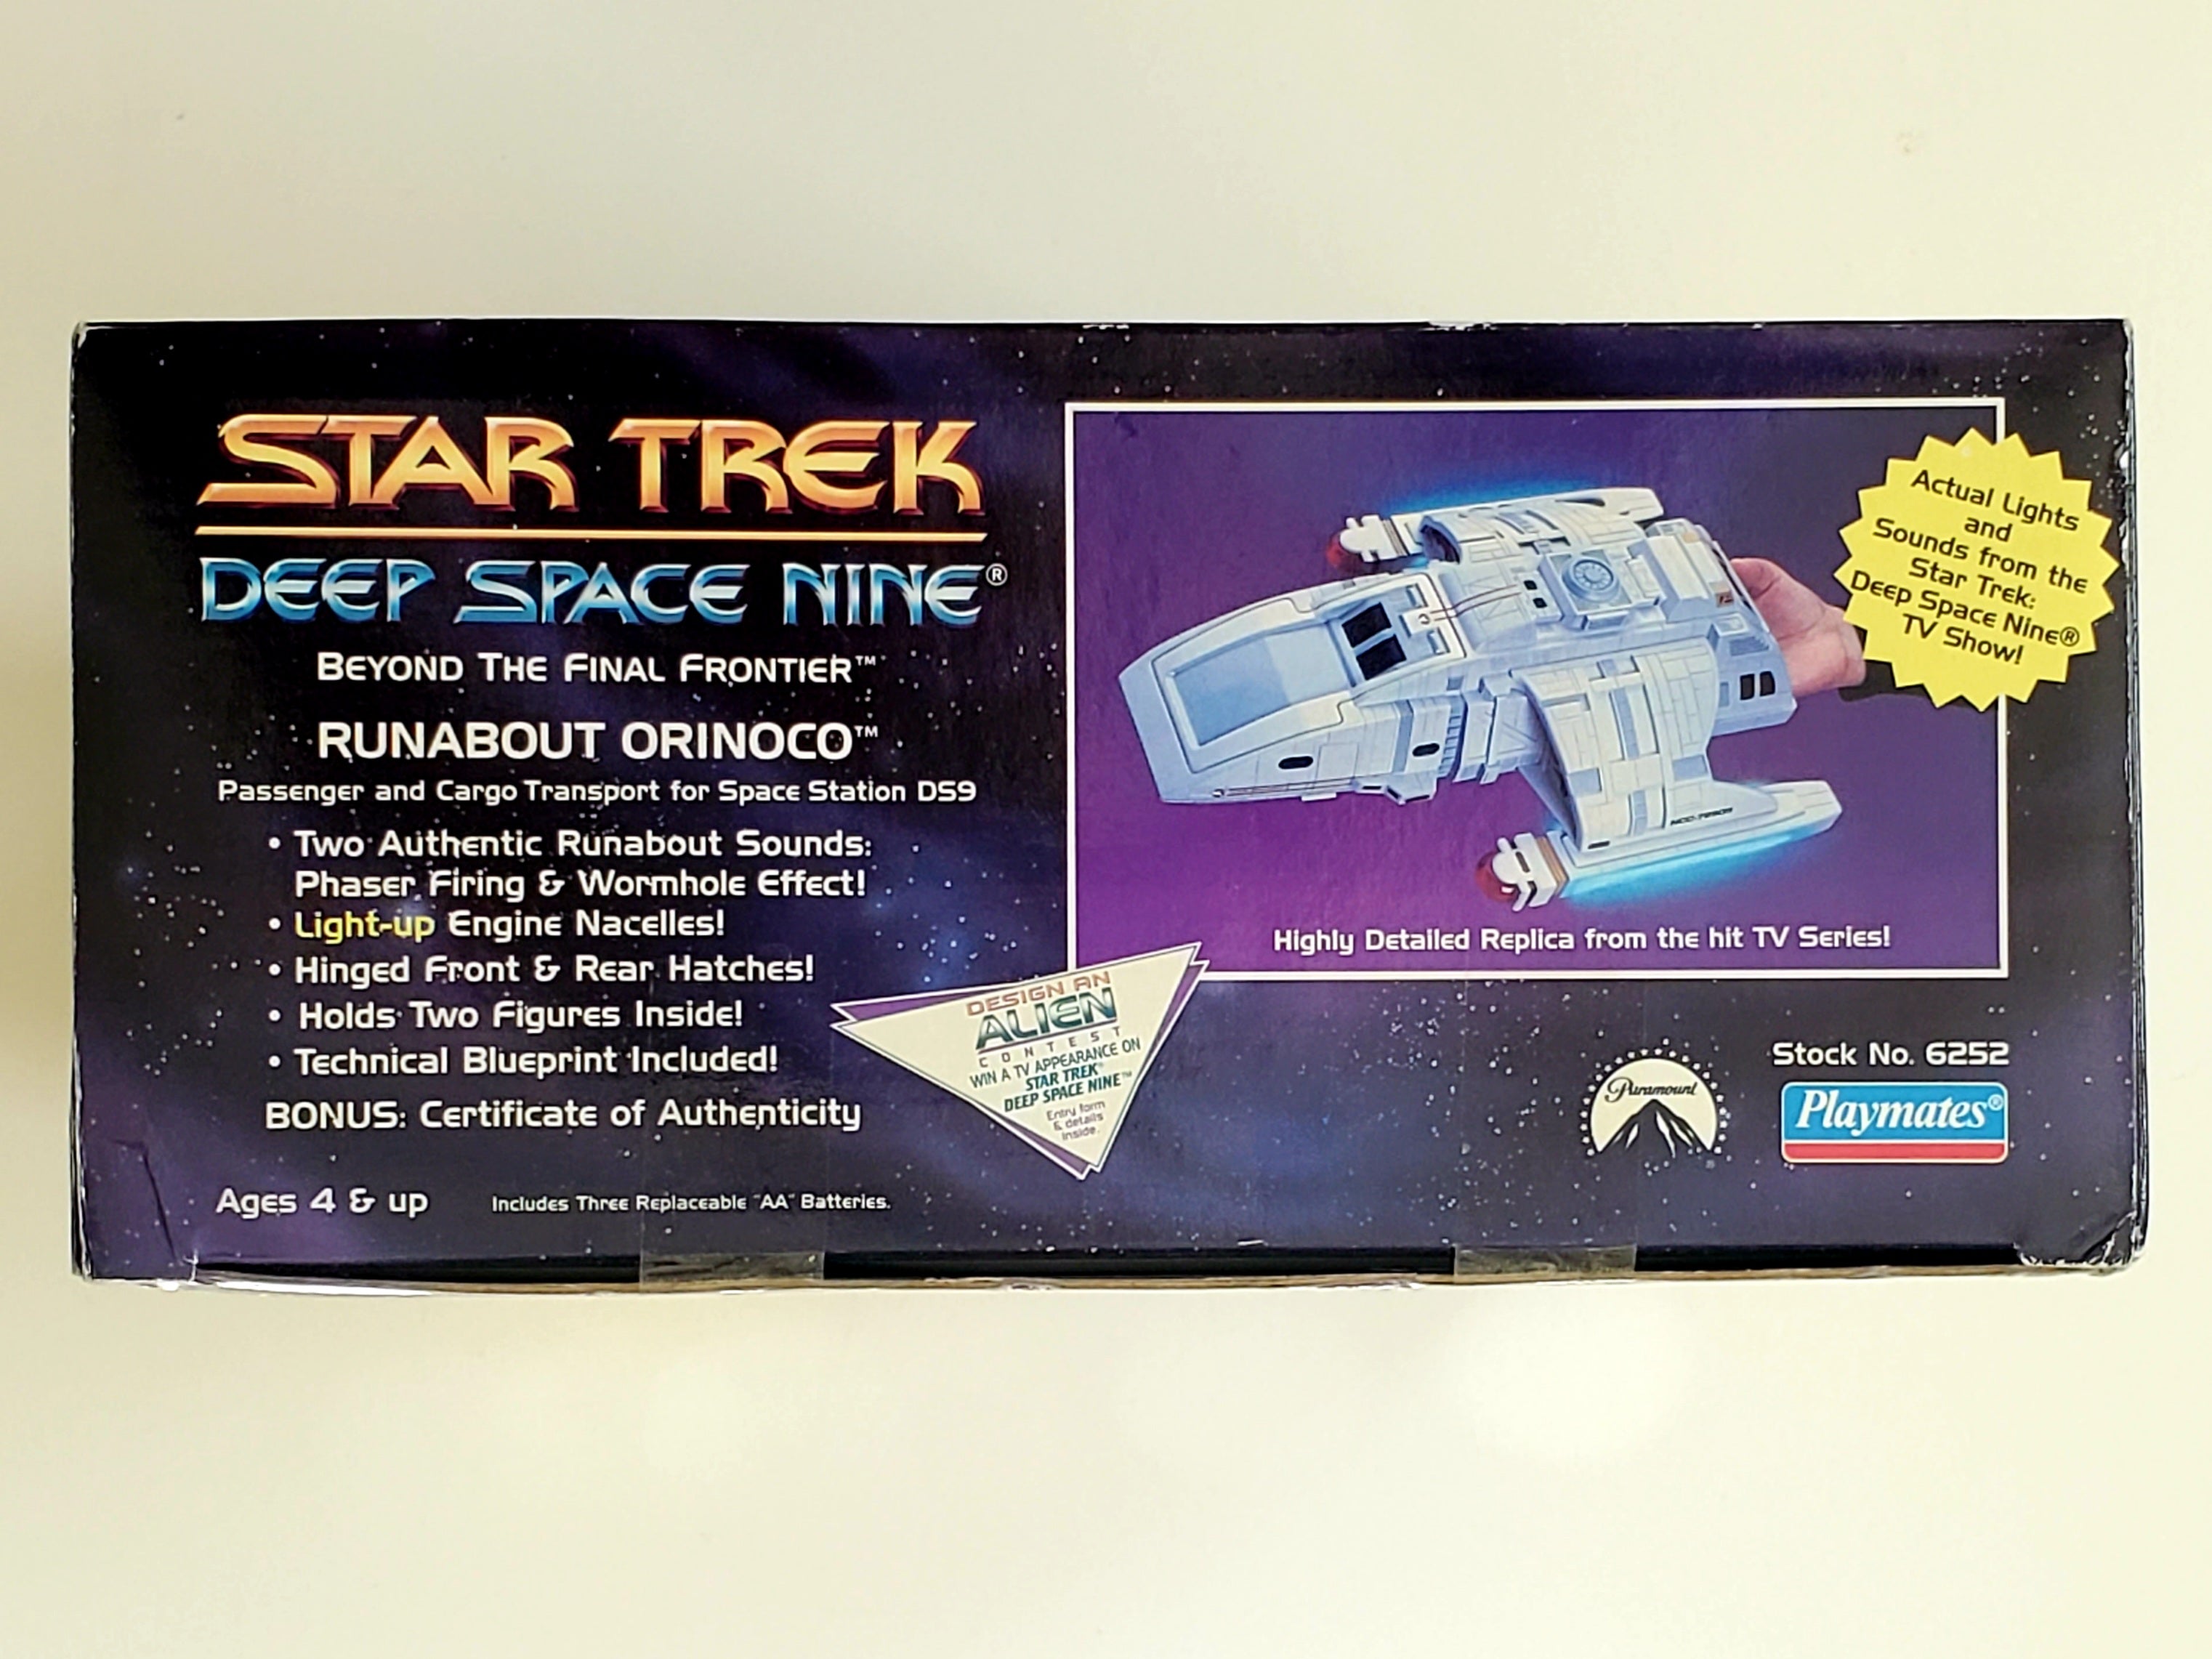 STAR TREK
DEEP SPACE NINE®
BEYOND THE FINAL FRONTIER™
RUNABOUT ORINOCO™
Passenger and Cargo Transport for Space Station DS9
• Two Authentic Runabout Sounds:
Phaser Firing & Wormhole Effect!
• Light-up Engine Nacelles!
• Hinged Front & Rear Hatches!
• Holds Two Figures Inside!
• Technical Blueprint Included!
BONUS: Certificate of Authenticity
Ages 4 & up
Includes Three Replaceable "AA" Batteries.
DESIGN AN
ALIEN
CONTEST
WIN A TV APPEARANCE ON
STAR TREK®
DEEP SPACE NINE™
Entry form
& details
inside.
Actual Lights
and
Sounds from the
Star Trek:
Deep Space Nine®
TV Show!
Highly Detailed Replica from the hit TV Series!
Paramount
Stock No. 6252
Playmates®